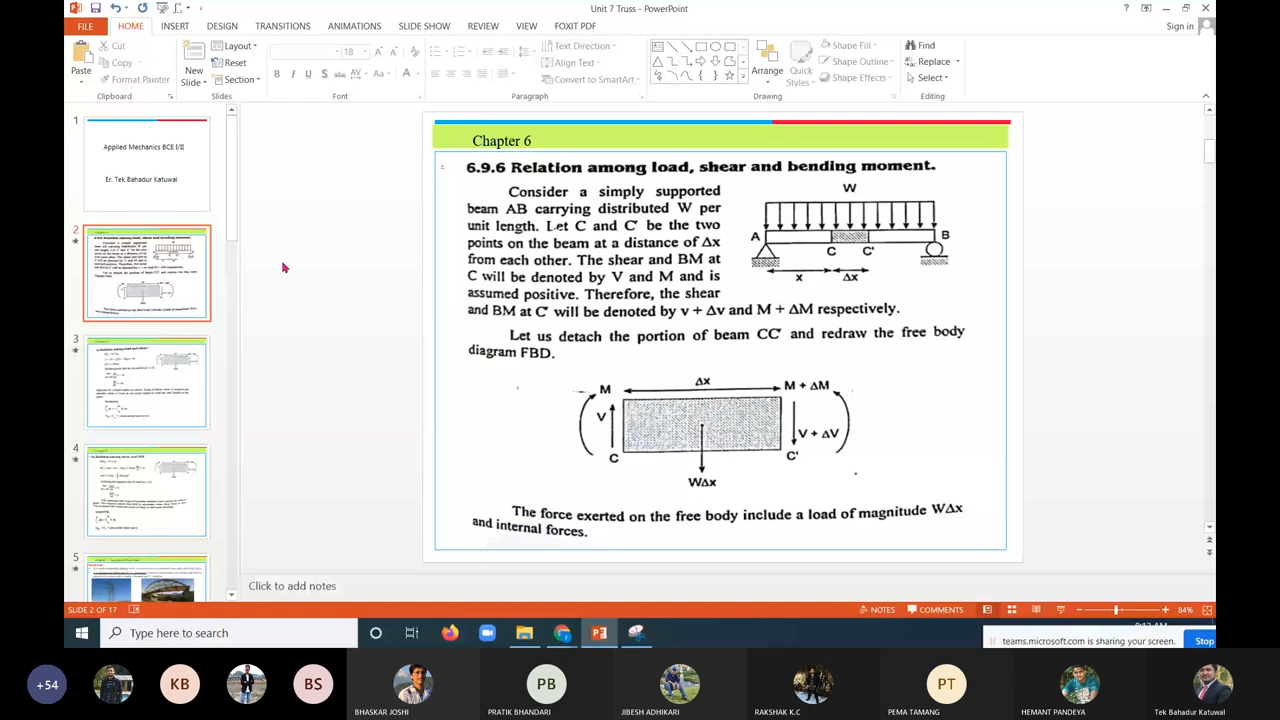 Unit 7 Truss - PowerPoint
?
Sign in
FILE
HOME
INSERT
DESIGN
TRANSITIONS
ANIMATIONS
SLIDE SHOW
REVIEW
VIEW
FOXIT PDF
Paste
Cut
Copy
Format Painter
Clipboard
New
Slide
Layout
Reset
Section
Slides
18
B I U S abc AV Aa A
Font
Text Direction
Align Text
Convert to SmartArt
Paragraph
Arrange
Quick
Styles
Shape Fill
Shape Outline
Shape Effects
Drawing
Find
Replace
Select
Editing
1
Applied Mechanics BCE I/II
Er. Tek Bahadur Katuwal
2
3
4
5
Chapter 6
6.9.6 Relation among load, shear and bending moment.
Consider a simply supported
beam AB carrying distributed W per
unit length. Let C and C' be the two
points on the beam at a distance of Δx
from each other. The shear and BM at
C will be denoted by V and M and is
assumed positive. Therefore, the shear
and BM at C' will be denoted by v + Δv and M + ΔM respectively.
W
A
B
C
C'
x
Δx
Let us detach the portion of beam CC' and redraw the free body
diagram FBD.
M
Δx
M + ΔM
V
V + ΔV
C
C'
WΔx
The force exerted on the free body include a load of magnitude WΔx
and internal forces.
Click to add notes
SLIDE 2 OF 17
NOTES
COMMENTS
84%
Type here to search
teams.microsoft.com is sharing your screen.
Stop
+54
KB
BS
BHASKAR JOSHI
PB
PRATIK BHANDARI
JIBESH ADHIKARI
RAKSHAK K.C
PT
PEMA TAMANG
HEMANT PANDEYA
Tek Bahadur Katuwal